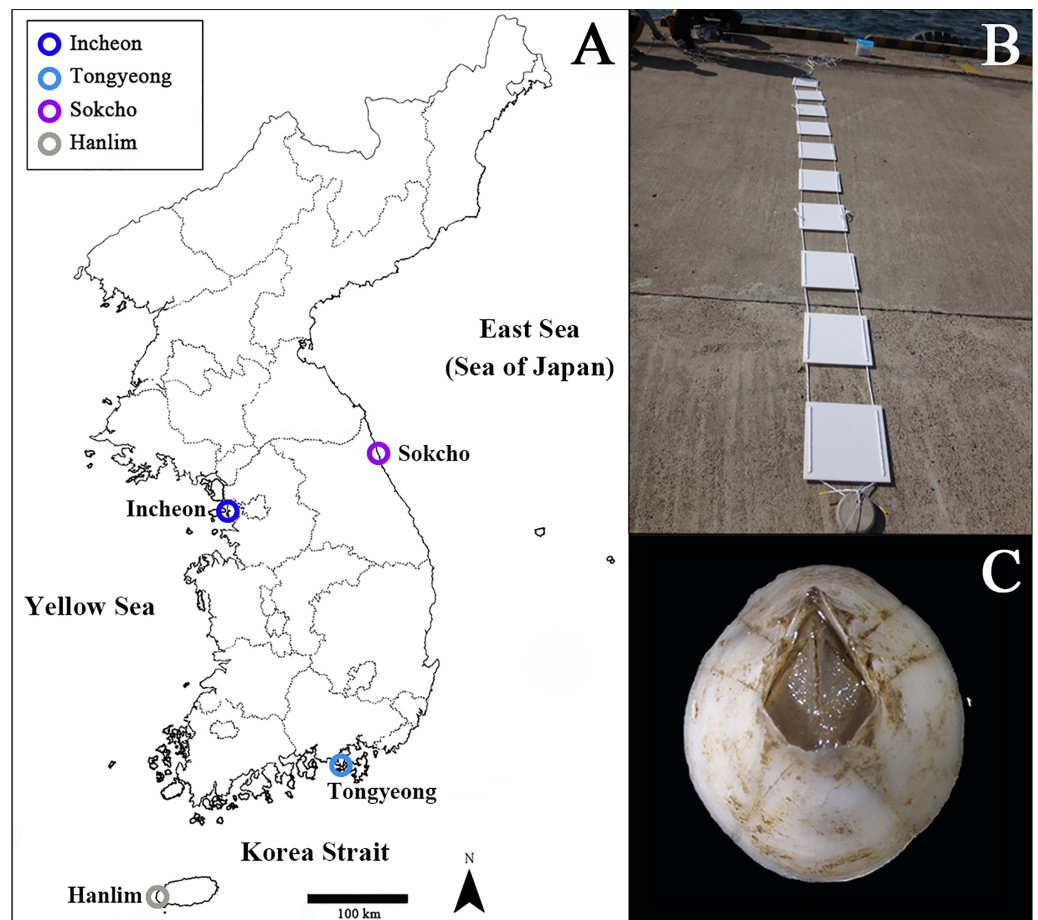 Incheon
Tongyeong
Sokcho
Hanlim
A
East Sea
(Sea of Japan)
Sokcho
Incheon
Yellow Sea
Tongyeong
Korea Strait
Hanlim
100 km
N
B
C